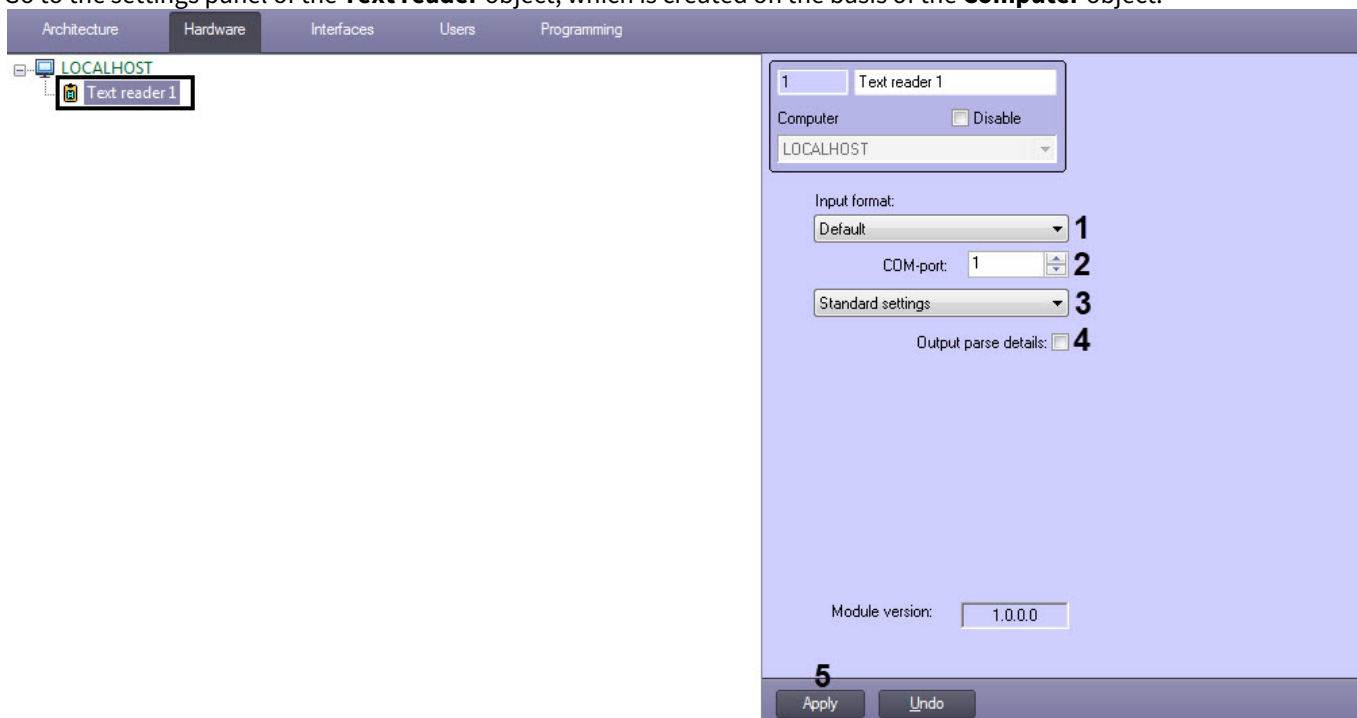 Go to the settings panel of the Text reader object, which is created on the basis of the Computer object.
Architecture Hardware Interfaces Users Programming
LOCALHOST
Text reader 1
1 Text reader 1
Computer Disable
LOCALHOST
Input format:
Default 1
COM-port: 1 2
Standard settings 3
Output parse details: 4
Module version: 1.0.0.0
5
Apply Undo